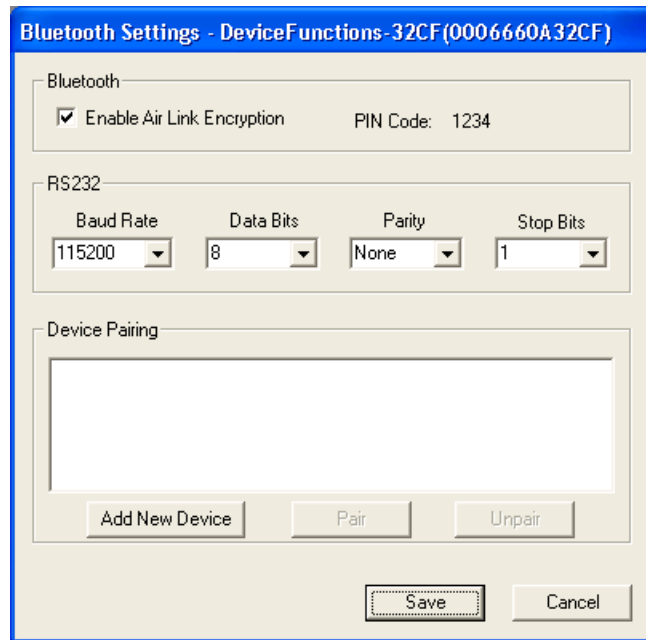 Bluetooth Settings - DeviceFunctions-32CF(0006660A32CF)
Bluetooth
Enable Air Link Encryption PIN Code: 1234
RS232
Baud Rate Data Bits Parity Stop Bits
115200 8 None 1
Device Pairing
Add New Device Pair Unpair
Save Cancel